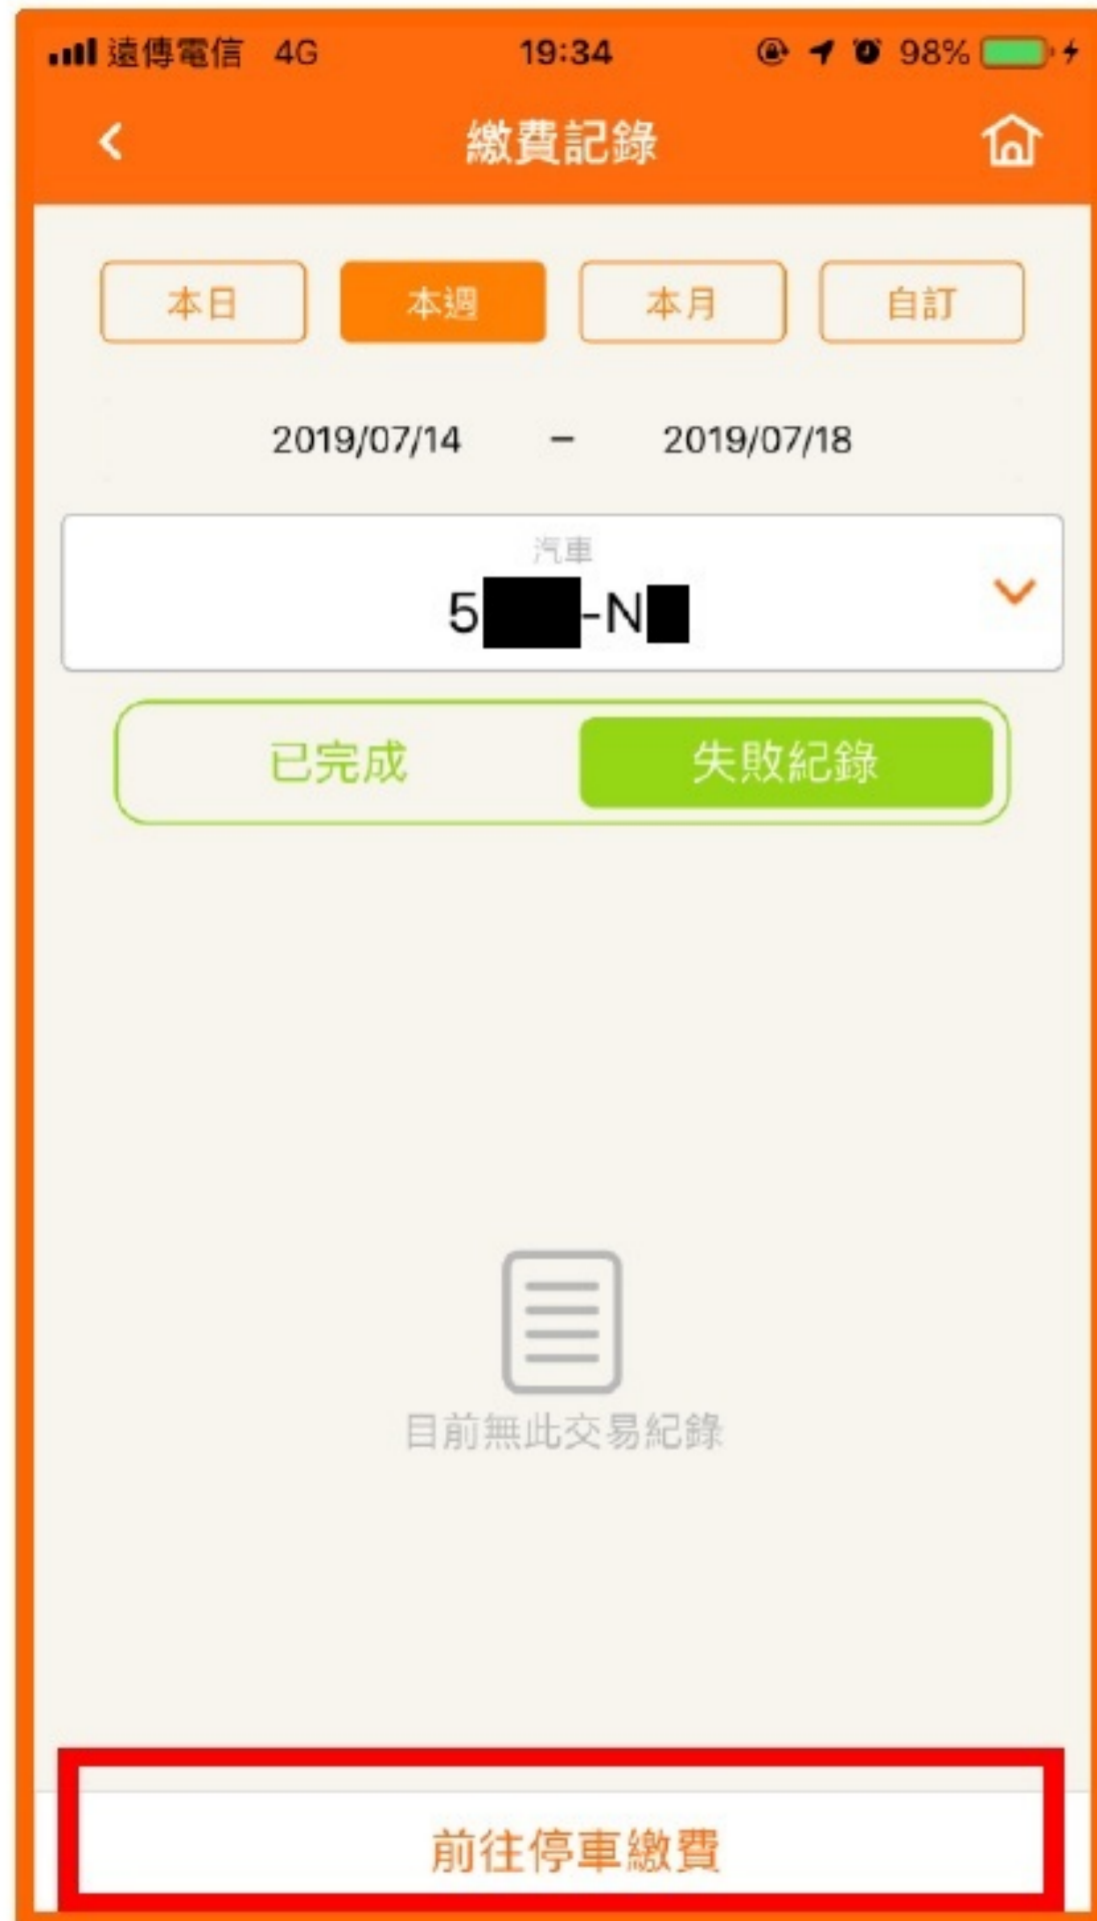 遠傳電信 4G 19:34 98%
繳費記錄
本日 本週 本月 自訂
2019/07/14 – 2019/07/18
汽車
5 -N
已完成 失敗紀錄
目前無此交易紀錄
前往停車繳費